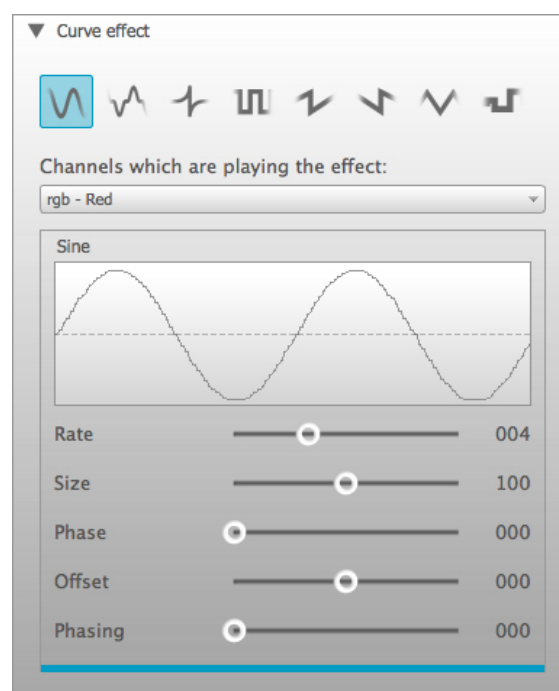 Curve effect
Channels which are playing the effect:
rgb - Red
Sine
Rate 004
Size 100
Phase 000
Offset 000
Phasing 000